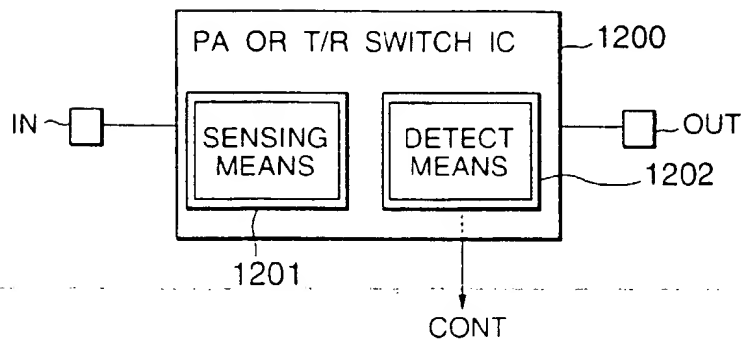 PA OR T/R SWITCH IC
1200
IN
SENSING
MEANS
DETECT
MEANS
OUT
1202
1201
CONT